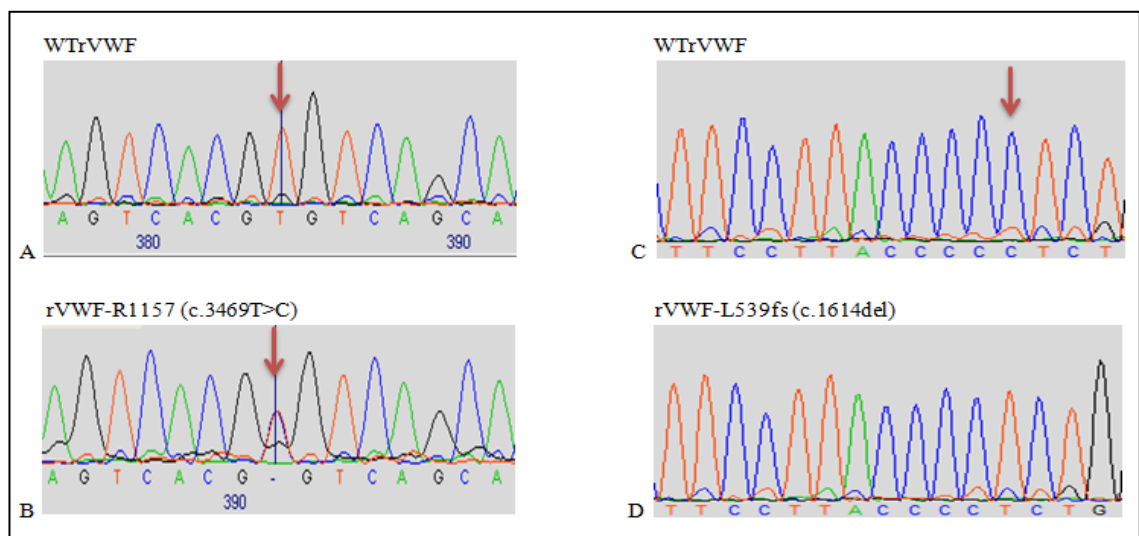 WTrVWF
A G T C A C G T G T C A G C A
380 390
A
rVWF-R1157 (c.3469T>C)
A G T C A C G - G T C A G C A
390
B
WTrVWF
T T C C T T A C C C C C T C T
C
rVWF-L539fs (c.1614del)
T T C C T T A C C C C T C T G
D